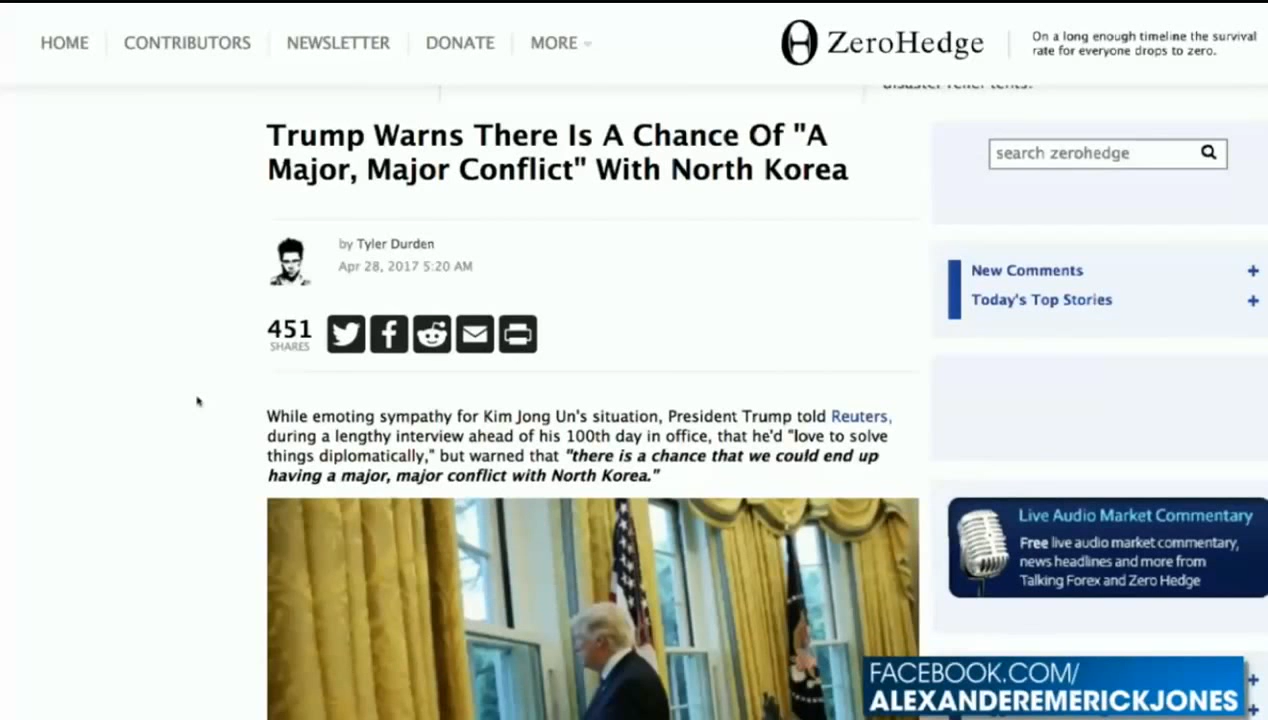 HOME
CONTRIBUTORS
NEWSLETTER
DONATE
MORE
ZeroHedge
On a long enough timeline the survival
rate for everyone drops to zero.
disaster relief tents.
Trump Warns There Is A Chance Of "A
Major, Major Conflict" With North Korea
search zerohedge
by Tyler Durden
Apr 28, 2017 5:20 AM
New Comments
Today's Top Stories
451
SHARES
While emoting sympathy for Kim Jong Un's situation, President Trump told Reuters,
during a lengthy interview ahead of his 100th day in office, that he'd "love to solve
things diplomatically," but warned that "there is a chance that we could end up
having a major, major conflict with North Korea."
Live Audio Market Commentary
Free live audio market commentary,
news headlines and more from
Talking Forex and Zero Hedge
FACEBOOK.COM/
ALEXANDEREMERICKJONES